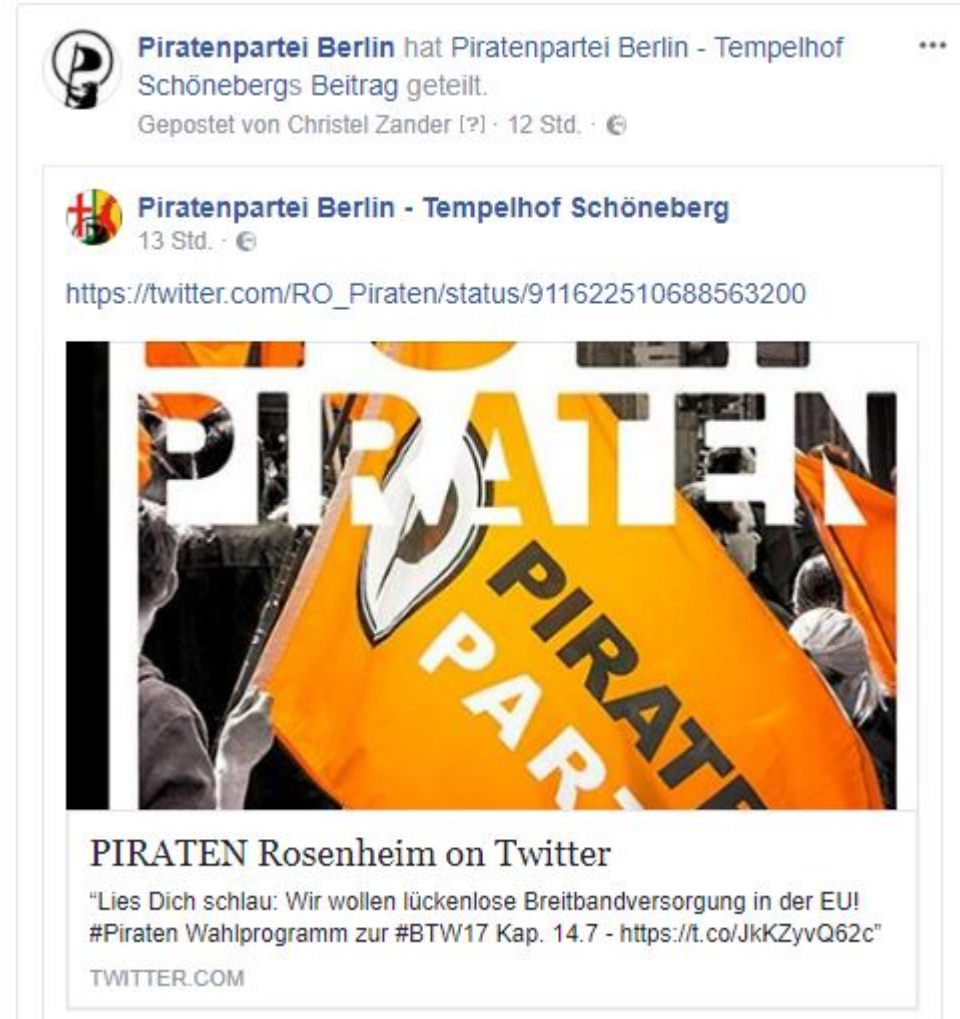 Piratenpartei Berlin hat Piratenpartei Berlin - Tempelhof
Schönebergs Beitrag geteilt.
Gepostet von Christel Zander [?] · 12 Std. ·
Piratenpartei Berlin - Tempelhof Schöneberg
13 Std. ·
https://twitter.com/RO_Piraten/status/911622510688563200
PIRATEN
PIRATE
PART
PIRATEN Rosenheim on Twitter
“Lies Dich schlau: Wir wollen lückenlose Breitbandversorgung in der EU!
#Piraten Wahlprogramm zur #BTW17 Kap. 14.7 - https://t.co/JkKZyvQ62c”
TWITTER.COM